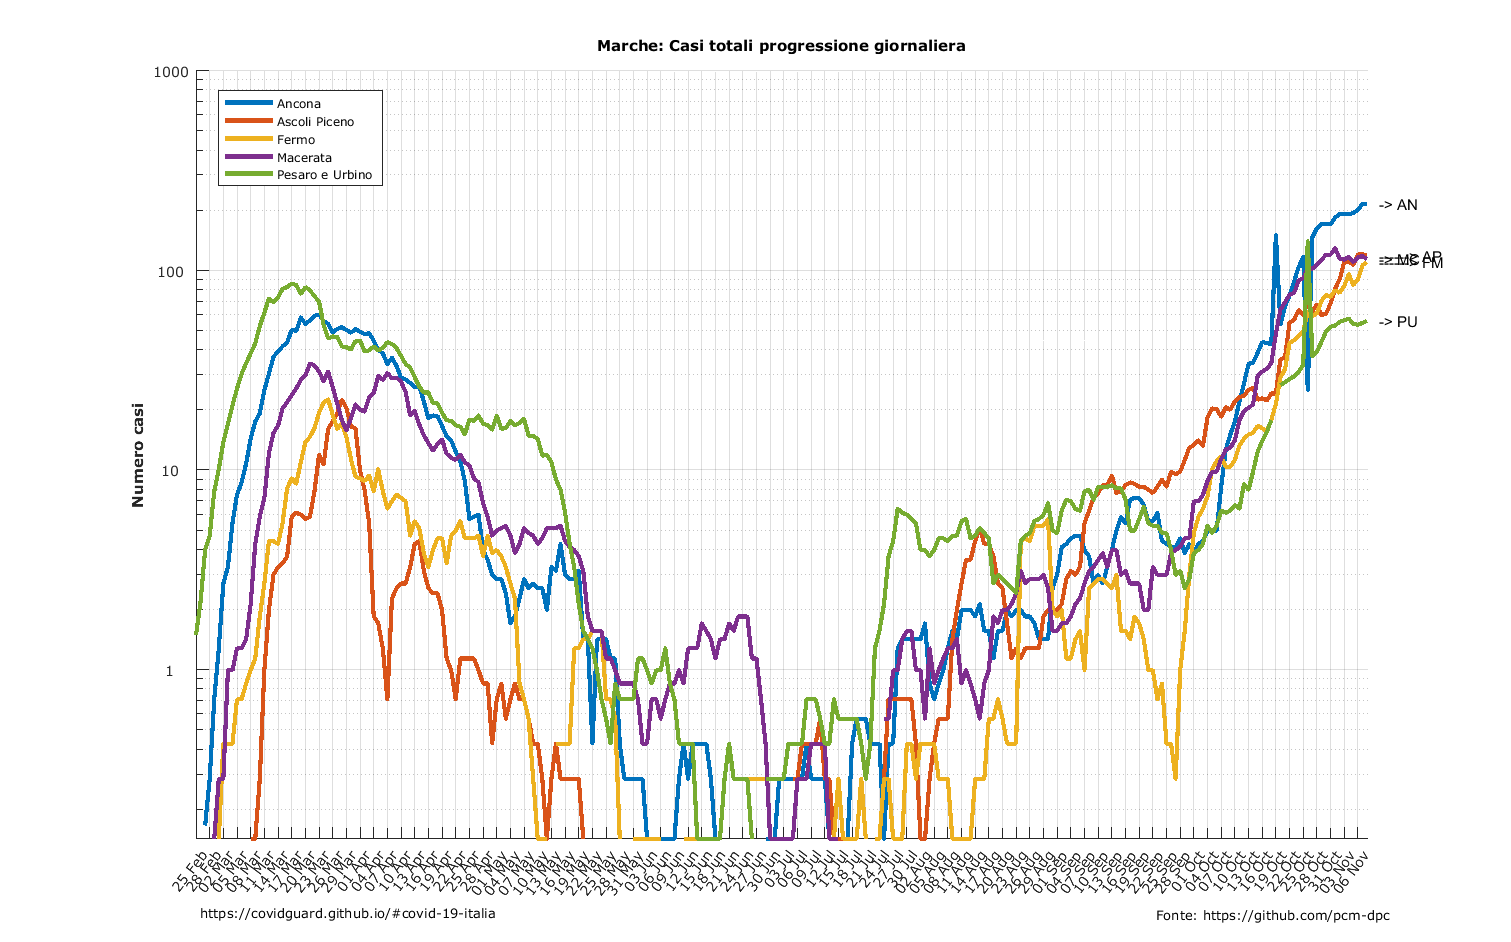 Marche: Casi totali progressione giornaliera
1000
100
10
1
Numero casi
Ancona
Ascoli Piceno
Fermo
Macerata
Pesaro e Urbino
-> AN
-> AP
-> MC
-> FM
-> PU
25 Feb
28 Feb
02 Mar
05 Mar
08 Mar
11 Mar
14 Mar
17 Mar
20 Mar
23 Mar
26 Mar
29 Mar
01 Apr
04 Apr
07 Apr
10 Apr
13 Apr
16 Apr
19 Apr
22 Apr
25 Apr
28 Apr
01 May
04 May
07 May
10 May
13 May
16 May
19 May
22 May
25 May
28 May
31 May
03 Jun
06 Jun
09 Jun
12 Jun
15 Jun
18 Jun
21 Jun
24 Jun
27 Jun
30 Jun
03 Jul
06 Jul
09 Jul
12 Jul
15 Jul
18 Jul
21 Jul
24 Jul
27 Jul
30 Jul
02 Aug
05 Aug
08 Aug
11 Aug
14 Aug
17 Aug
20 Aug
23 Aug
26 Aug
29 Aug
01 Sep
04 Sep
07 Sep
10 Sep
13 Sep
16 Sep
19 Sep
22 Sep
25 Sep
28 Sep
01 Oct
04 Oct
07 Oct
10 Oct
13 Oct
16 Oct
19 Oct
22 Oct
25 Oct
28 Oct
31 Oct
03 Nov
06 Nov
https://covidguard.github.io/#covid-19-italia
Fonte: https://github.com/pcm-dpc